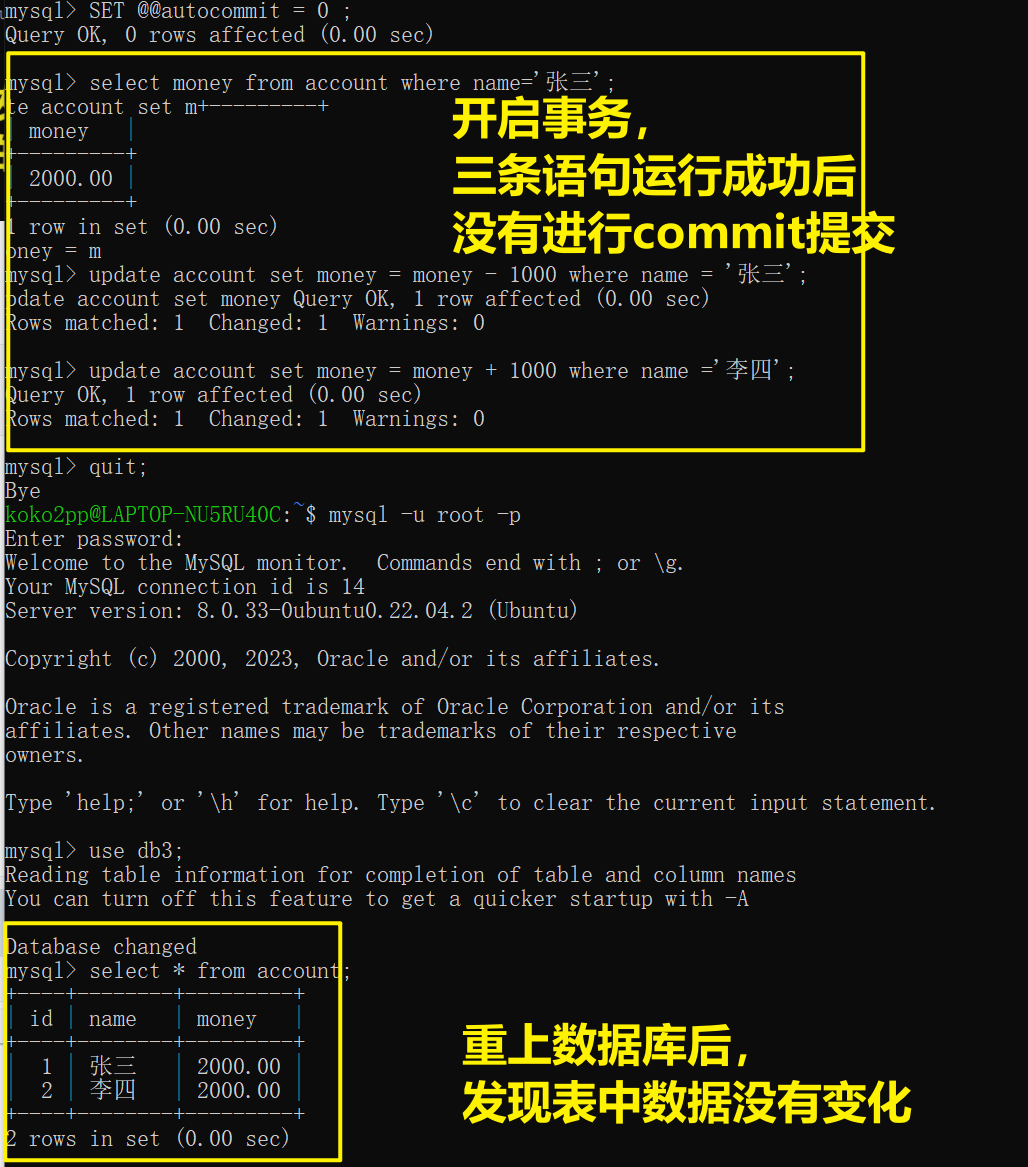 mysql> SET @@autocommit = 0 ;
Query OK, 0 rows affected (0.00 sec)
mysql> select money from account where name='张三';
te account set m+---------+
| money   |
+---------+
| 2000.00 |
+---------+
1 row in set (0.00 sec)
开启事务，
三条语句运行成功后
没有进行commit提交
oney = m
mysql> update account set money = money - 1000 where name = '张三';
pdate account set money Query OK, 1 row affected (0.00 sec)
Rows matched: 1  Changed: 1  Warnings: 0
mysql> update account set money = money + 1000 where name ='李四';
Query OK, 1 row affected (0.00 sec)
Rows matched: 1  Changed: 1  Warnings: 0
mysql> quit;
Bye
koko2pp@LAPTOP-NU5RU40C:~$ mysql -u root -p
Enter password:
Welcome to the MySQL monitor.  Commands end with ; or \g.
Your MySQL connection id is 14
Server version: 8.0.33-0ubuntu0.22.04.2 (Ubuntu)
Copyright (c) 2000, 2023, Oracle and/or its affiliates.
Oracle is a registered trademark of Oracle Corporation and/or its
affiliates. Other names may be trademarks of their respective
owners.
Type 'help;' or '\h' for help. Type '\c' to clear the current input statement.
mysql> use db3;
Reading table information for completion of table and column names
You can turn off this feature to get a quicker startup with -A
Database changed
mysql> select * from account;
+----+--------+---------+
| id | name   | money   |
+----+--------+---------+
|  1 | 张三   | 2000.00 |
|  2 | 李四   | 2000.00 |
+----+--------+---------+
2 rows in set (0.00 sec)
重上数据库后，
发现表中数据没有变化